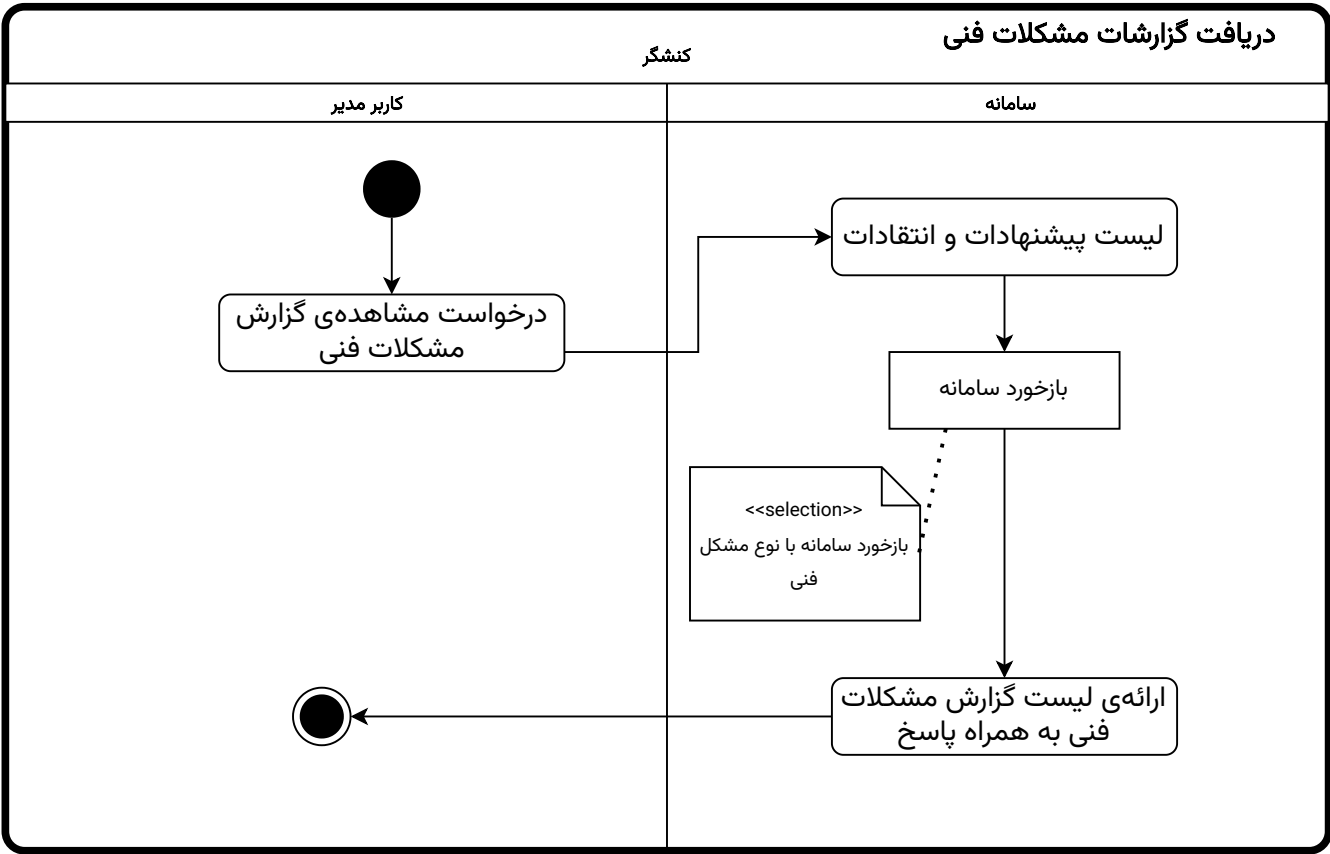 دریافت گزارشات مشکلات فنی
کنشگر
کاربر مدیر
سامانه
درخواست مشاهده‌ی گزارش
مشکلات فنی
لیست پیشنهادات و انتقادات
بازخورد سامانه
<<selection>>
بازخورد سامانه با نوع مشکل
فنی
ارائه‌ی لیست گزارش مشکلات
فنی به همراه پاسخ